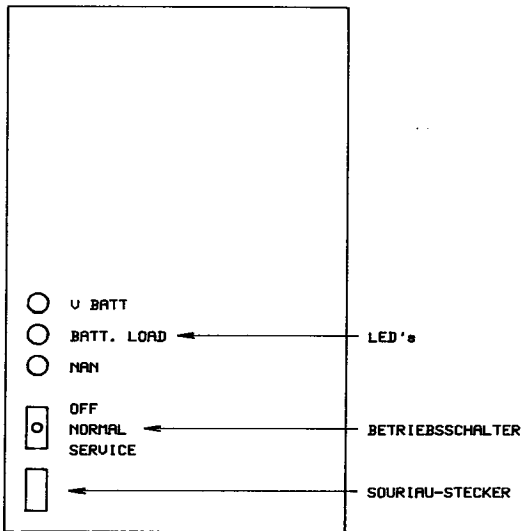 V BATT
BATT. LOAD LED's
NAN
OFF
NORMAL BETRIEBSSCHALTER
SERVICE
SOURIAU-STECKER